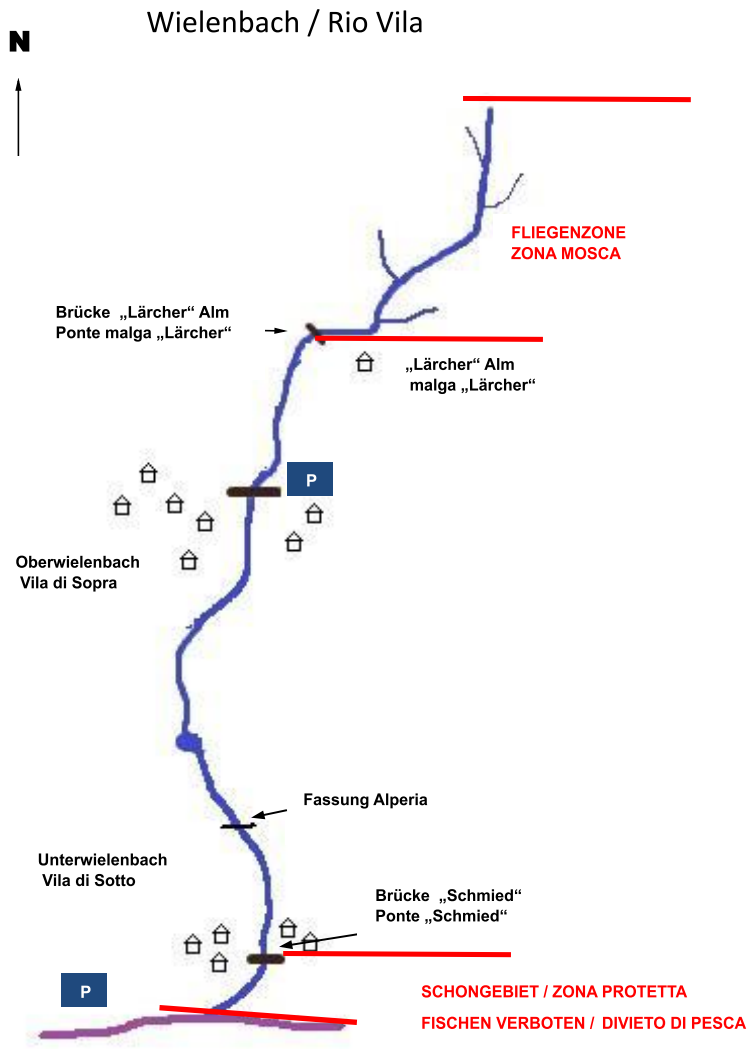 Wielenbach / Rio Vila
N
FLIEGENZONE
ZONA MOSCA
Brücke „Lärcher“ Alm
Ponte malga „Lärcher“
„Lärcher“ Alm
malga „Lärcher“
P
Oberwielenbach
Vila di Sopra
Fassung Alperia
Unterwielenbach
Vila di Sotto
Brücke „Schmied“
Ponte „Schmied“
P
SCHONGEBIET / ZONA PROTETTA
FISCHEN VERBOTEN / DIVIETO DI PESCA